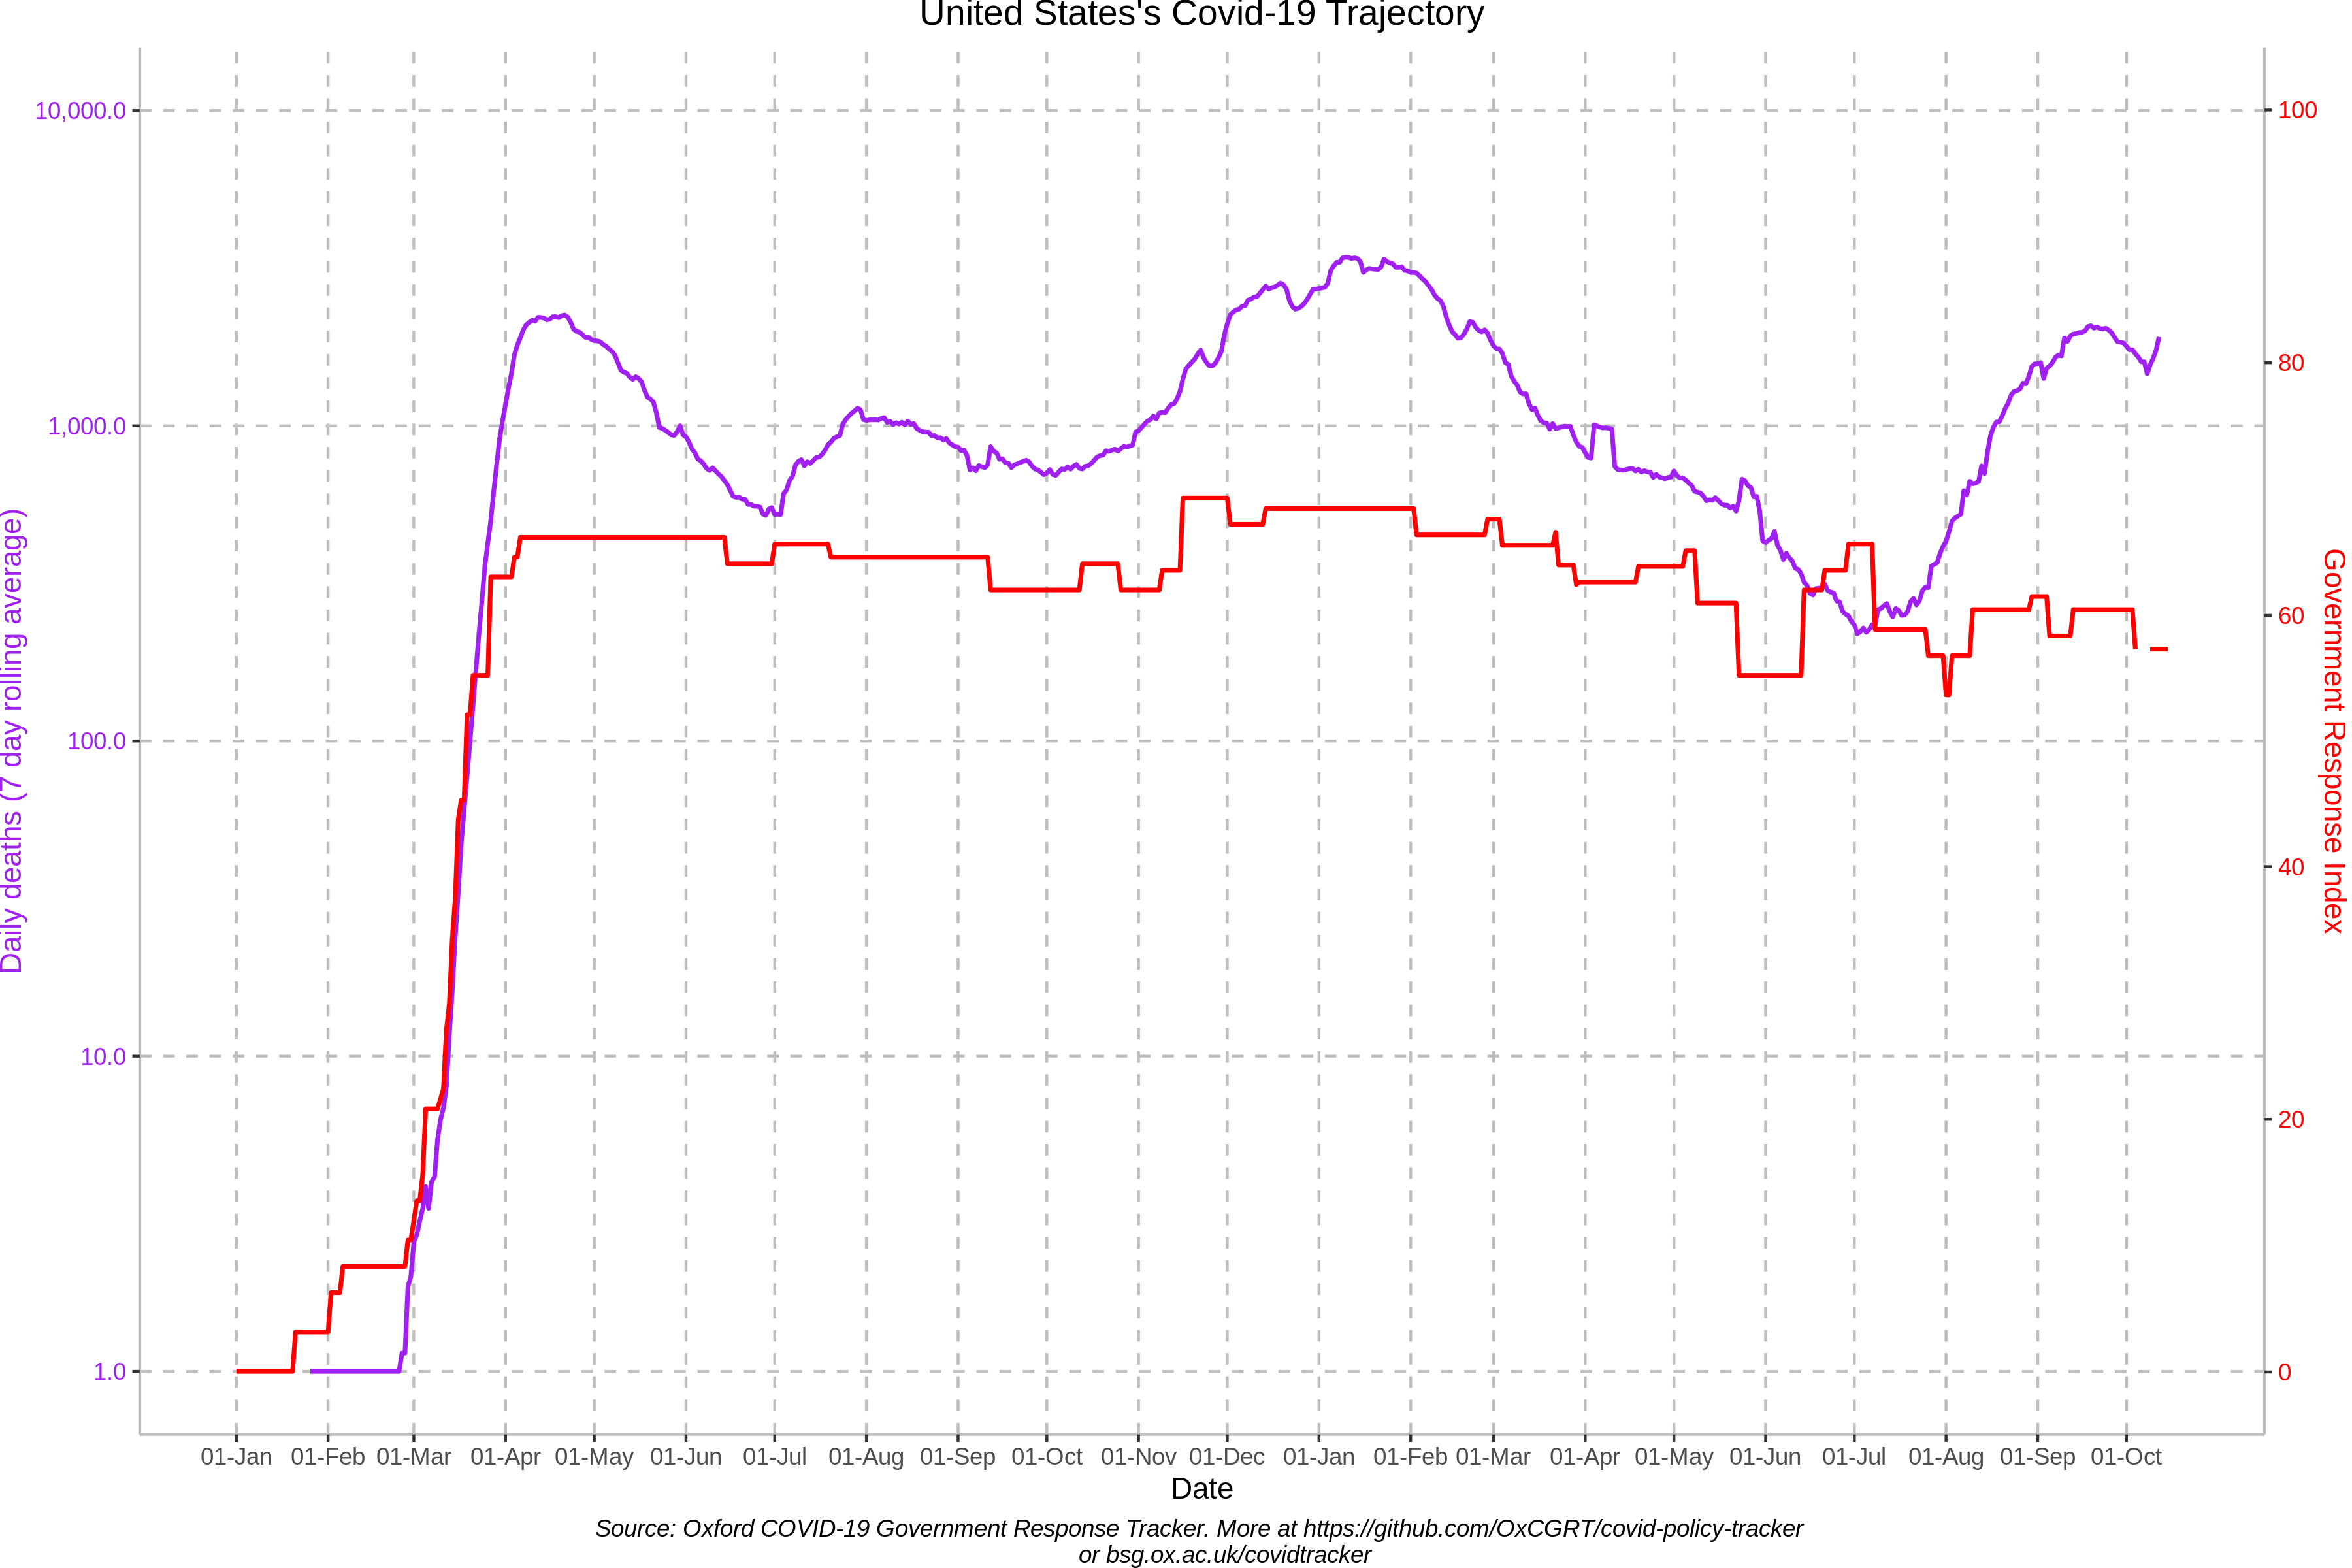 United States's Covid-19 Trajectory
10,000.0
1,000.0
100.0
10.0
1.0
Daily deaths (7 day rolling average)
100
80
60
40
20
0
Government Response Index
01-Jan 01-Feb 01-Mar 01-Apr 01-May 01-Jun 01-Jul 01-Aug 01-Sep 01-Oct 01-Nov 01-Dec 01-Jan 01-Feb 01-Mar 01-Apr 01-May 01-Jun 01-Jul 01-Aug 01-Sep 01-Oct
Date
Source: Oxford COVID-19 Government Response Tracker. More at https://github.com/OxCGRT/covid-policy-tracker
or bsg.ox.ac.uk/covidtracker